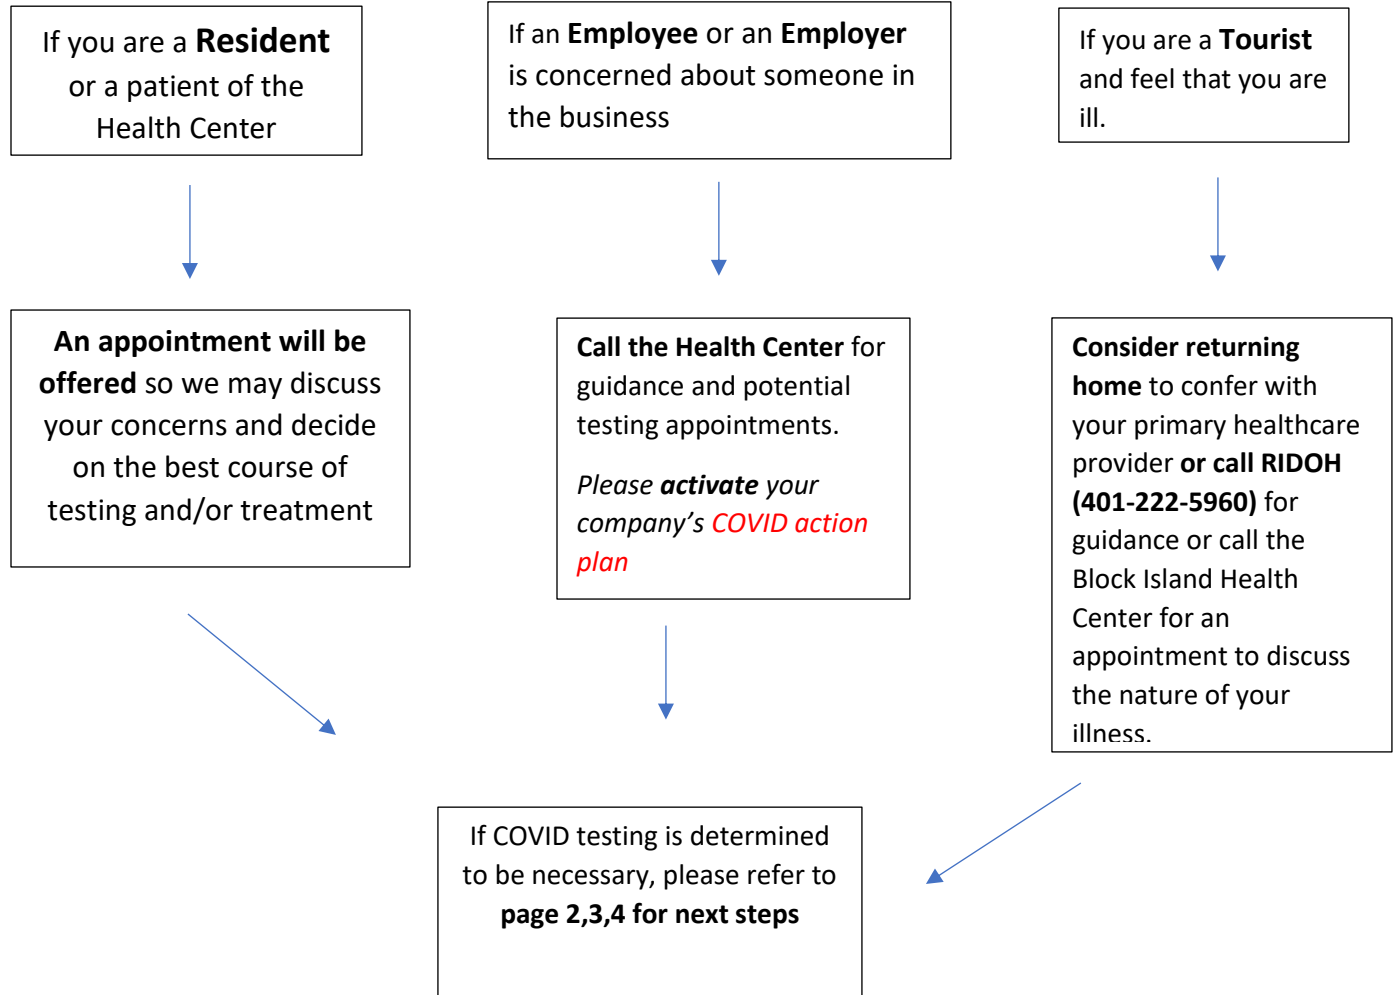 If you are a Resident
or a patient of the
Health Center
If an Employee or an Employer
is concerned about someone in
the business
If you are a Tourist
and feel that you are
ill.
An appointment will be
offered so we may discuss
your concerns and decide
on the best course of
testing and/or treatment
Call the Health Center for
guidance and potential
testing appointments.
Please activate your
company’s COVID action
plan
Consider returning
home to confer with
your primary healthcare
provider or call RIDOH
(401-222-5960) for
guidance or call the
Block Island Health
Center for an
appointment to discuss
the nature of your
illness.
If COVID testing is determined
to be necessary, please refer to
page 2,3,4 for next steps